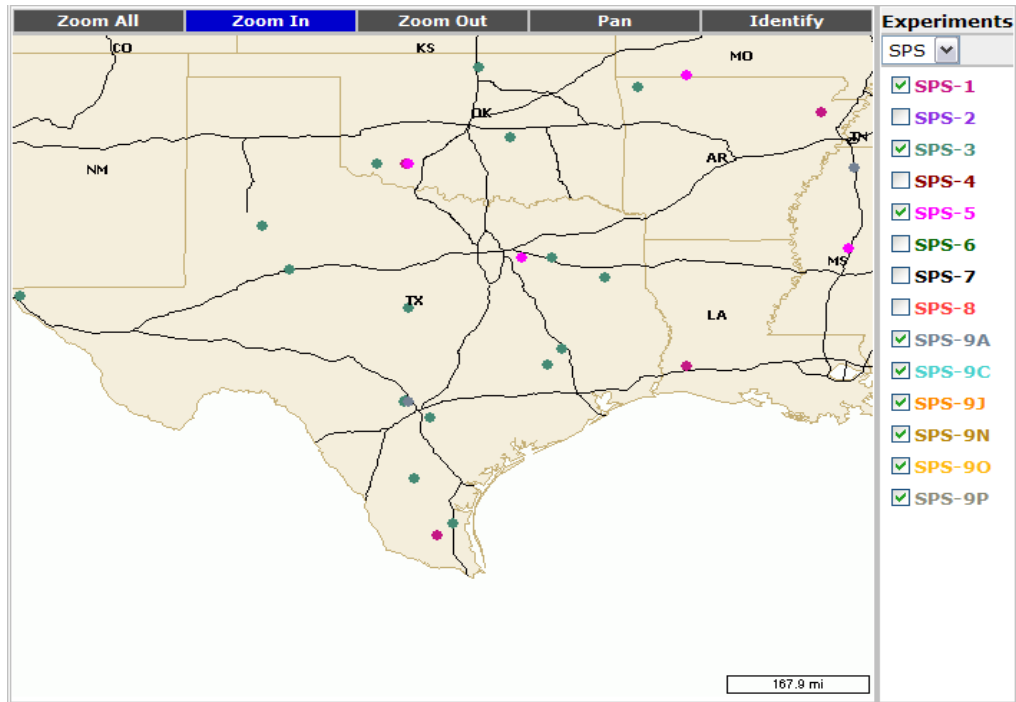 Zoom All Zoom In Zoom Out Pan Identify
Experiments
SPS
SPS-1
SPS-2
SPS-3
SPS-4
SPS-5
SPS-6
SPS-7
SPS-8
SPS-9A
SPS-9C
SPS-9J
SPS-9N
SPS-9O
SPS-9P
CO KS MO
OK
TN
AR
NM
MS
TX
LA
167.9 mi